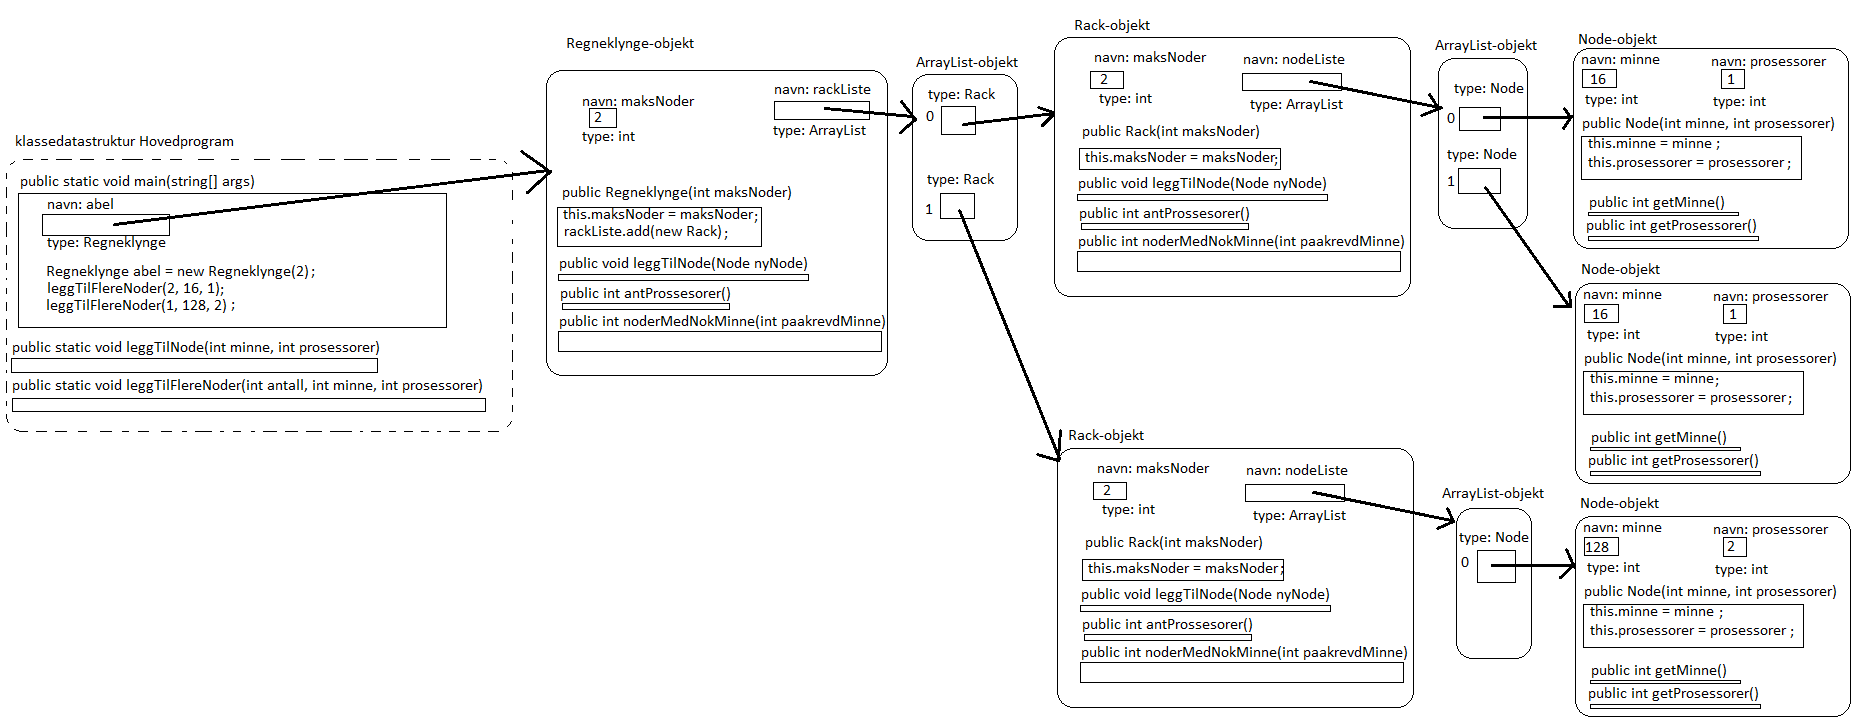 klassedatastruktur Hovedprogram
public static void main(string[] args)
navn: abel
type: Regneklynge
Regneklynge abel = new Regneklynge(2) ;
leggTilFlereNoder(2, 16, 1);
leggTilFlereNoder(1, 128, 2) ;
public static void leggTilNode(int minne, int prosessorer)
public static void leggTilFlereNoder(int antall, int minne, int prosessorer)
Regneklynge-objekt
navn: maksNoder
2
type: int
navn: rackListe
type: ArrayList
public Regneklynge(int maksNoder)
this.maksNoder = maksNoder;
rackListe.add(new Rack) ;
public void leggTilNode(Node nyNode)
public int antProssesorer()
public int noderMedNokMinne(int paakrevdMinne)
ArrayList-objekt
type: Rack
0
type: Rack
1
Rack-objekt
navn: maksNoder
2
type: int
navn: nodeListe
type: ArrayList
public Rack(int maksNoder)
this.maksNoder = maksNoder;
public void leggTilNode(Node nyNode)
public int antProssesorer()
public int noderMedNokMinne(int paakrevdMinne)
ArrayList-objekt
type: Node
0
type: Node
1
Node-objekt
navn: minne
16
type: int
navn: prosessorer
1
type: int
public Node(int minne, int prosessorer)
this.minne = minne ;
this.prosessorer = prosessorer ;
public int getMinne()
public int getProsessorer()
Node-objekt
navn: minne
16
type: int
navn: prosessorer
1
type: int
public Node(int minne, int prosessorer)
this.minne = minne;
this.prosessorer = prosessorer;
public int getMinne()
public int getProsessorer()
Rack-objekt
navn: maksNoder
2
type: int
navn: nodeListe
type: ArrayList
public Rack(int maksNoder)
this.maksNoder = maksNoder;
public void leggTilNode(Node nyNode)
public int antProssesorer()
public int noderMedNokMinne(int paakrevdMinne)
ArrayList-objekt
type: Node
0
Node-objekt
navn: minne
128
type: int
navn: prosessorer
2
type: int
public Node(int minne, int prosessorer)
this.minne = minne ;
this.prosessorer = prosessorer ;
public int getMinne()
public int getProsessorer()